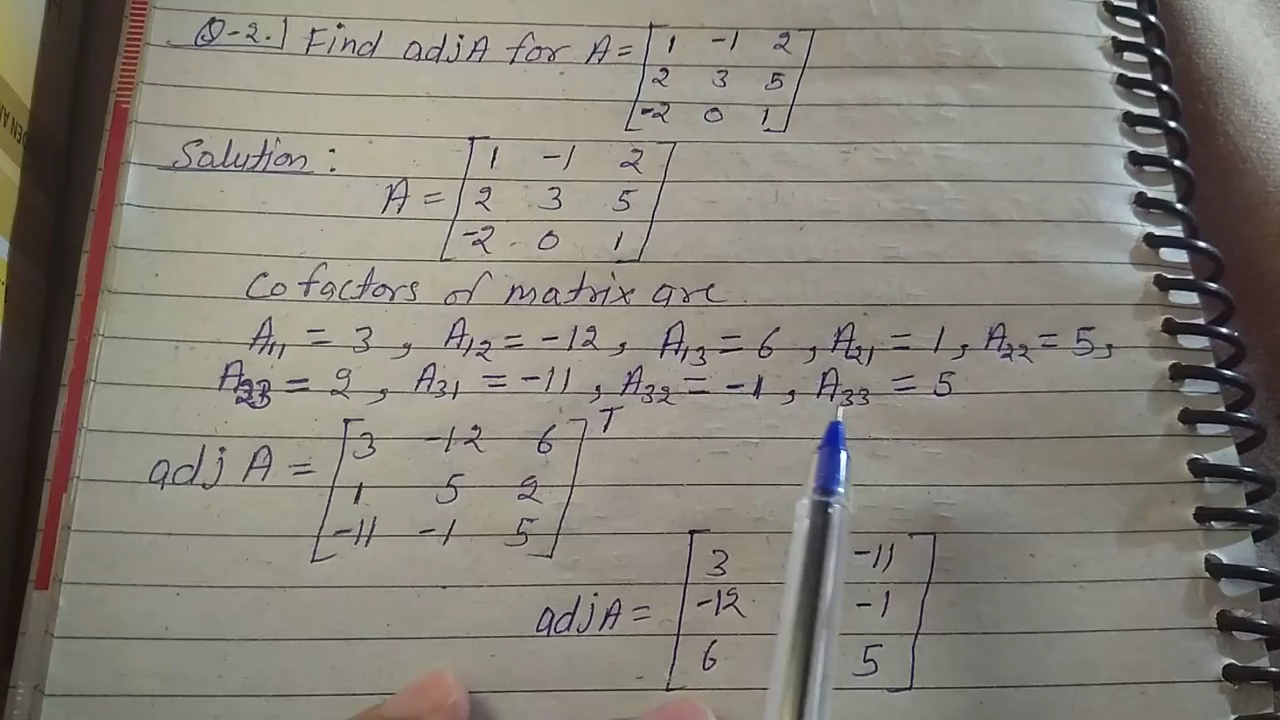 Q-2. Find adjA for A = [1 -1 2
2 3 5
-2 0 1]
Solution:
A = [1 -1 2
2 3 5
-2 0 1]
Cofactors of matrix are
A₁₁ = 3, A₁₂ = -12, A₁₃ = 6, A₂₁ = 1, A₂₂ = 5,
A₂₃ = 2, A₃₁ = -11, A₃₂ = -1, A₃₃ = 5
adj A = [3 -12 6
1 5 2
-11 -1 5]ᵀ
adjA = [3 -11
-12 -1
6 5]